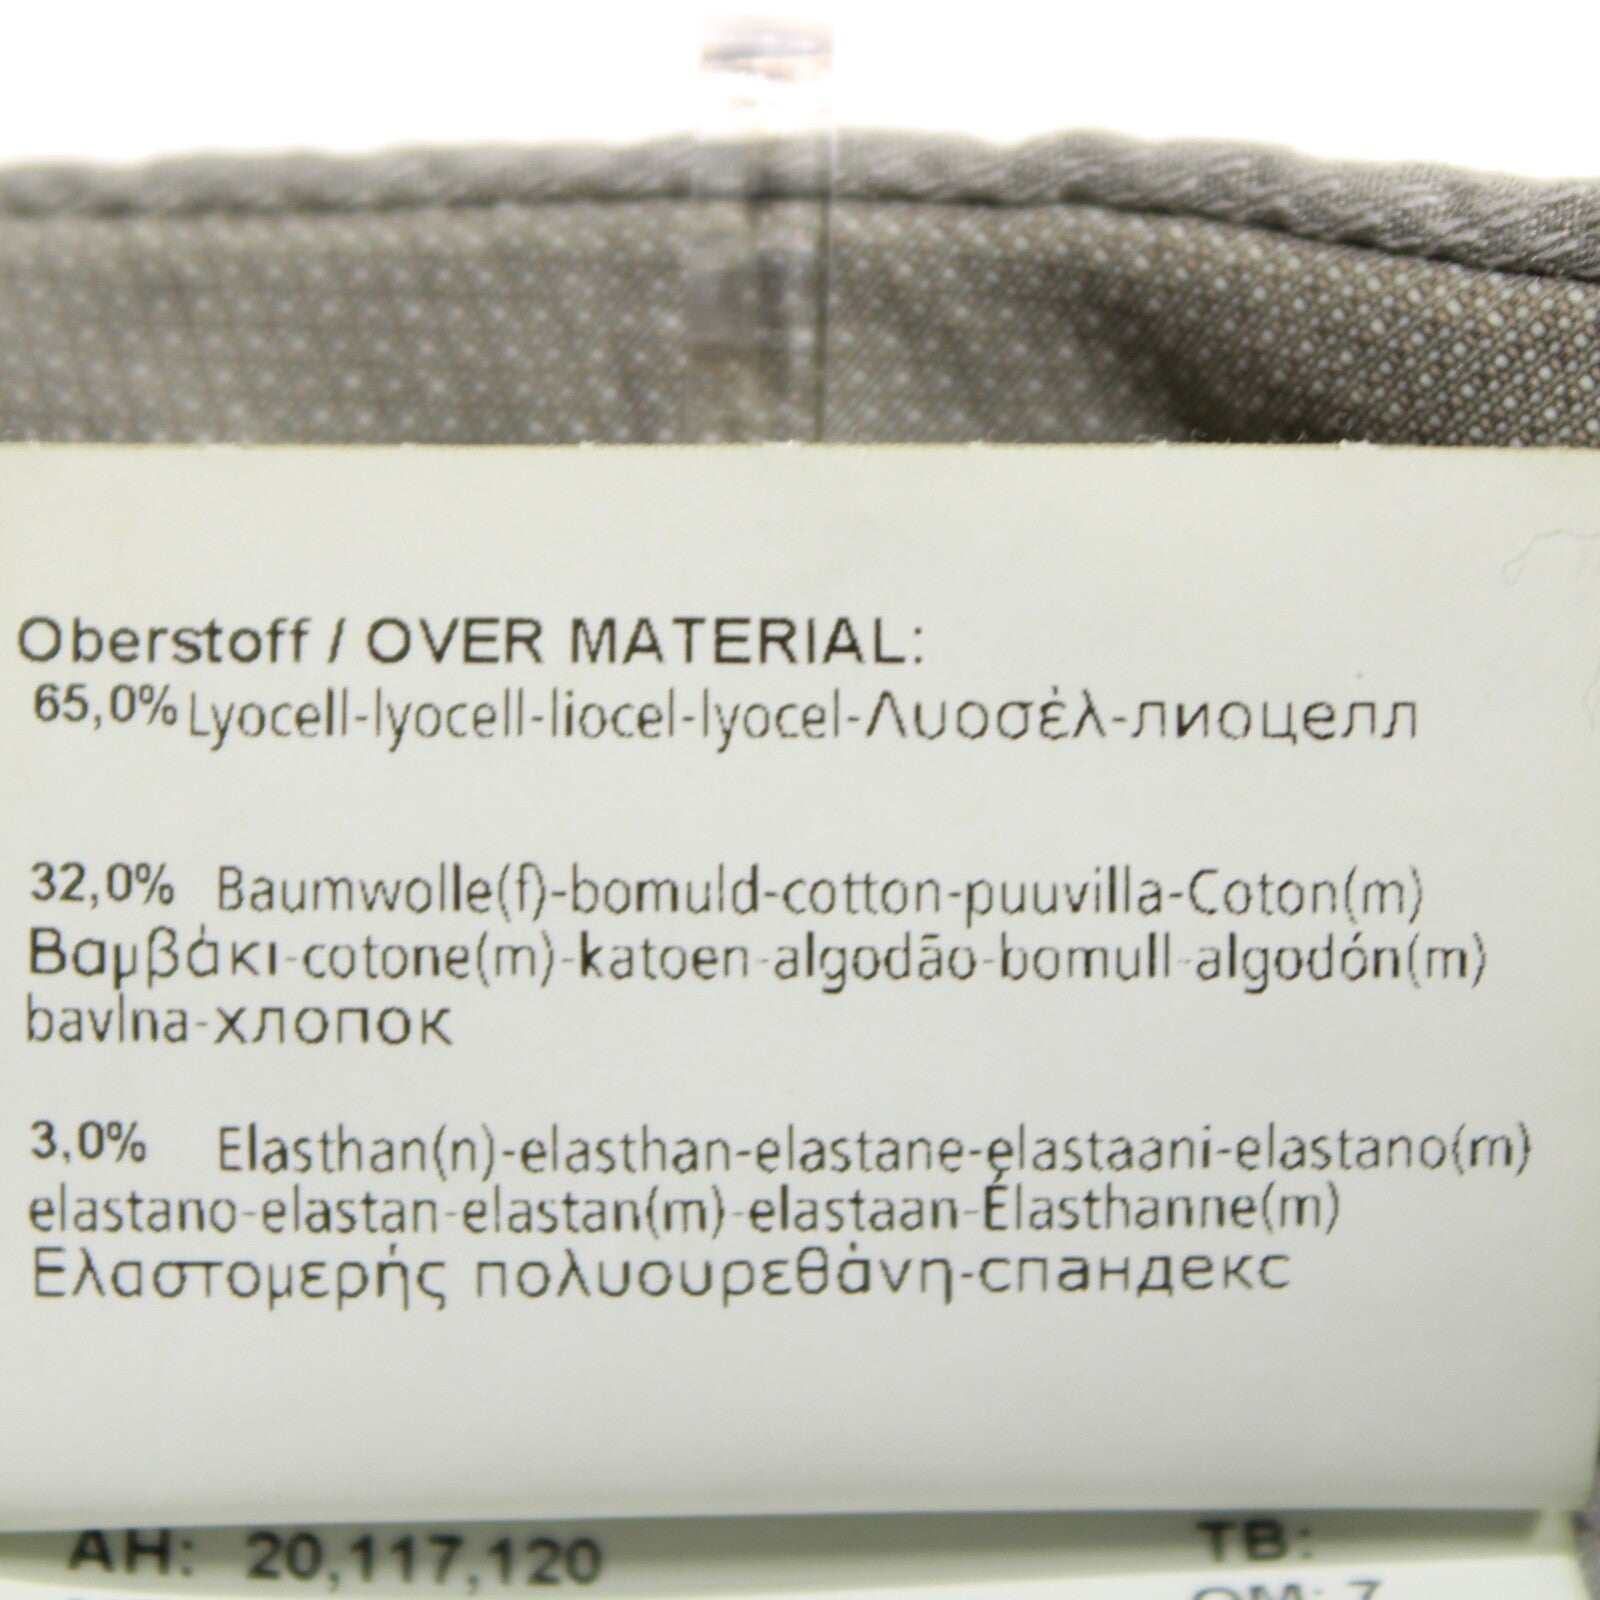 Oberstoff / OVER MATERIAL:
65,0% Lyocell-lyocell-liocel-lyocel-Λυοσέλ-лиоцелл
32,0% Baumwolle(f)-bomuld-cotton-puuvilla-Coton(m)
Βαμβάκι-cotone(m)-katoen-algodão-bomull-algodón(m)
bavlna-хлопок
3,0% Elasthan(n)-elasthan-elastane-elastaani-elastano(m)
elastano-elastan-elastan(m)-elastaan-Élasthanne(m)
Ελαστομερής πολυουρεθάνη-спандекс
AH: 20,117,120 TB:
OM: 7